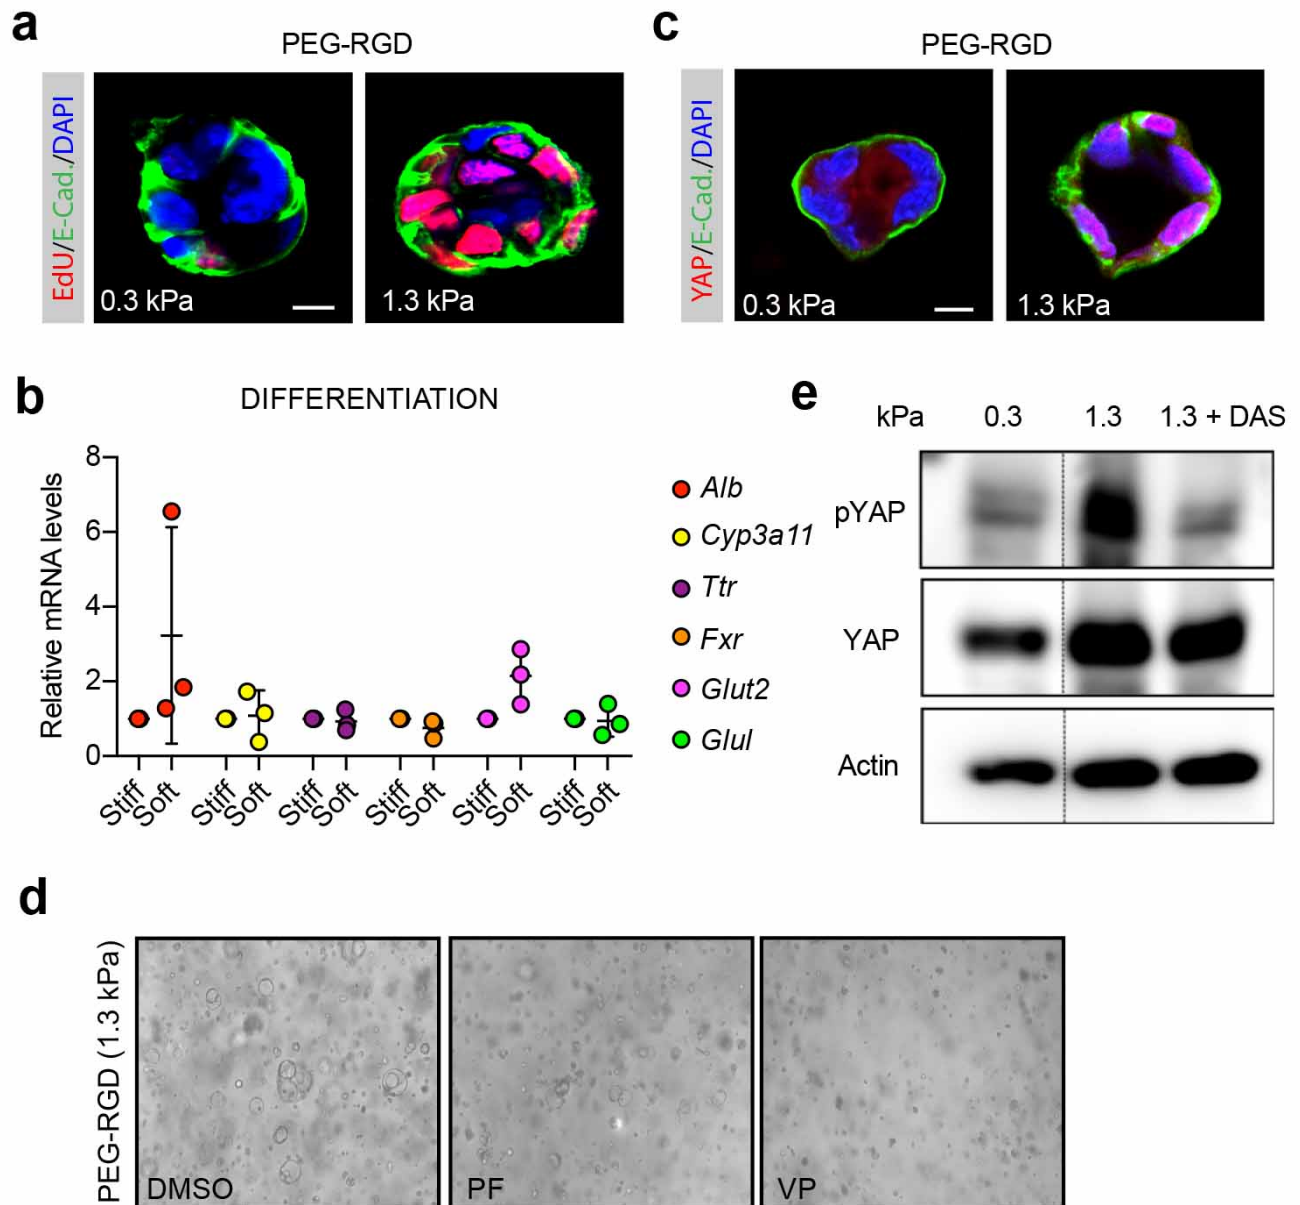 a
PEG-RGD
EdU/E-Cad./DAPI
0.3 kPa
1.3 kPa
c
PEG-RGD
YAP/E-Cad./DAPI
0.3 kPa
1.3 kPa
b
DIFFERENTIATION
Relative mRNA levels
8
6
4
2
0
Stiff
Soft
Stiff
Soft
Stiff
Soft
Stiff
Soft
Stiff
Soft
Stiff
Soft
Alb
Cyp3a11
Ttr
Fxr
Glut2
Glul
e
kPa 0.3 1.3 1.3 + DAS
pYAP
YAP
Actin
d
PEG-RGD (1.3 kPa)
DMSO
PF
VP